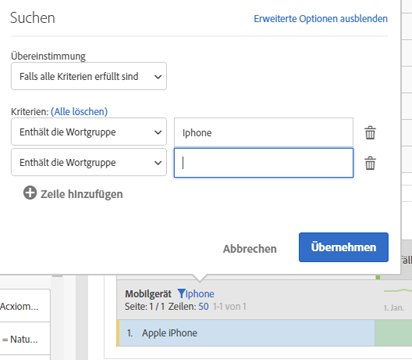 Suchen
Erweiterte Optionen ausblenden
Übereinstimmung
Falls alle Kriterien erfüllt sind
Kriterien: (Alle löschen)
Enthält die Wortgruppe Iphone
Enthält die Wortgruppe
Zeile hinzufügen
Abbrechen Übernehmen
Mobilgerät Iphone
Seite: 1 / 1 Zeilen: 50 1-1 von 1
1. Jan.
Acxiom...
1. Apple iPhone
= Natu...